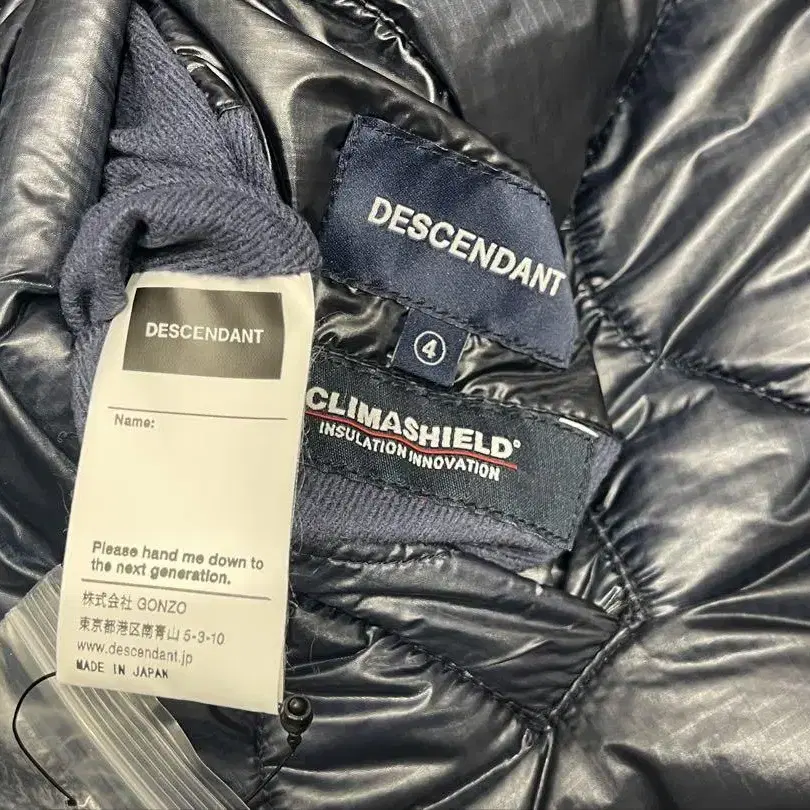 DESCENDANT
4
CLIMASHIELD®
INSULATION INNOVATION
DESCENDANT
Name:
Please hand me down to
the next generation.
株式会社 GONZO
東京都港区南青山 5-3-10
www.descendant.jp
MADE IN JAPAN